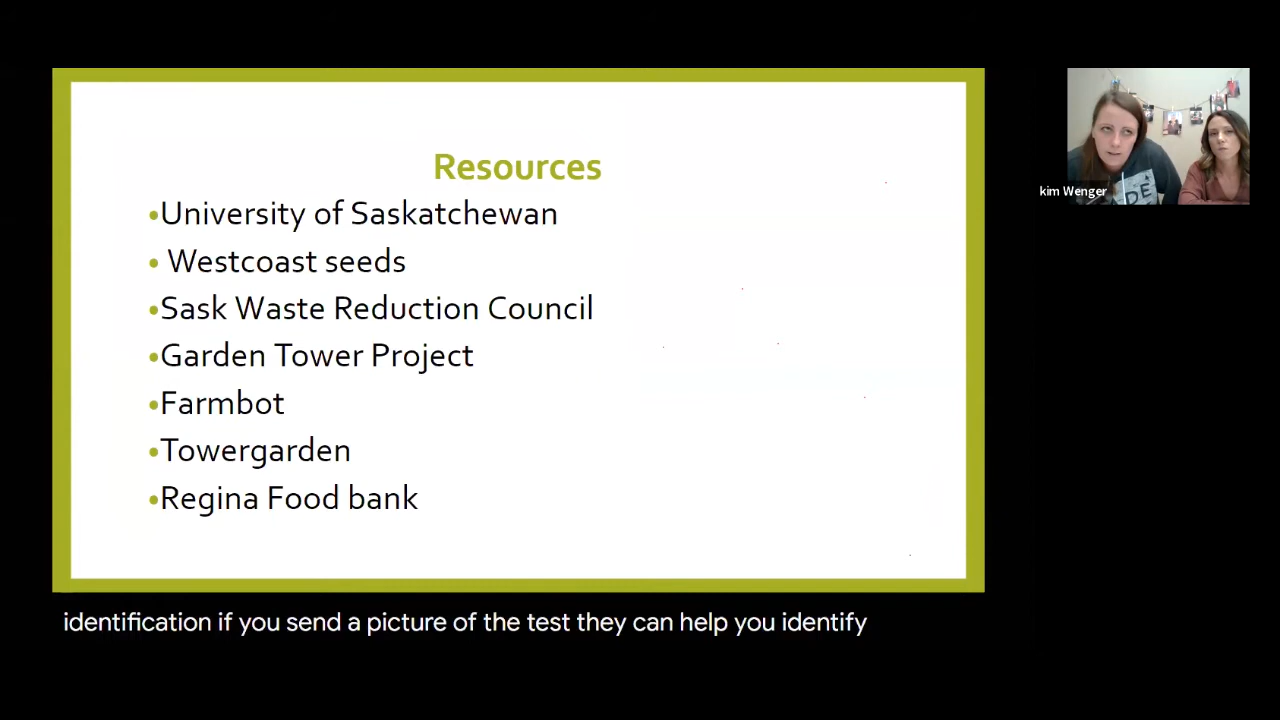 Resources
•University of Saskatchewan
• Westcoast seeds
•Sask Waste Reduction Council
•Garden Tower Project
•Farmbot
•Towergarden
•Regina Food bank
kim Wenger
identification if you send a picture of the test they can help you identify